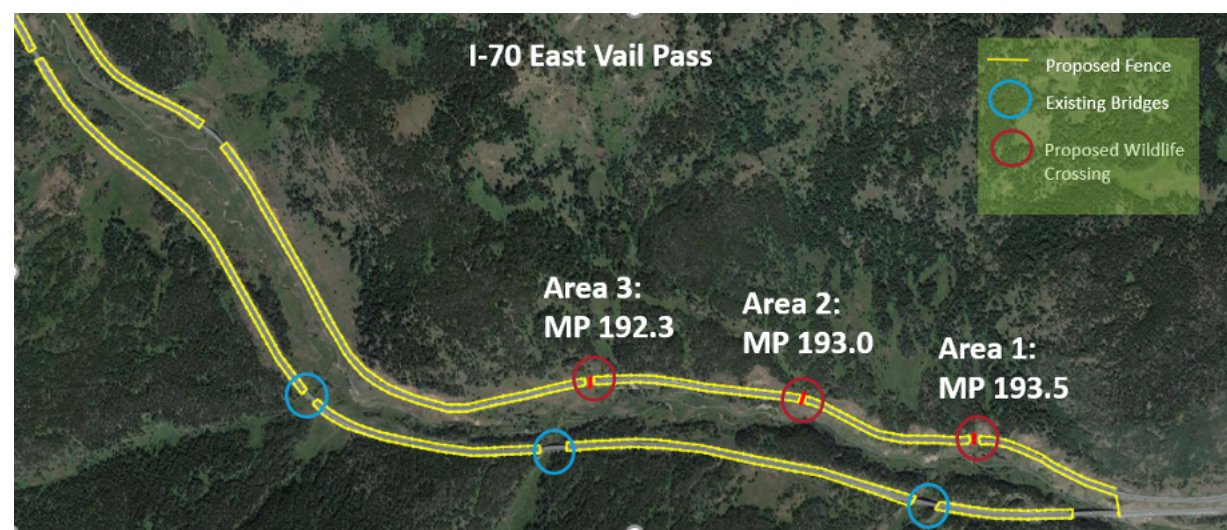 I-70 East Vail Pass
Proposed Fence
Existing Bridges
Proposed Wildlife
Crossing
Area 3:
MP 192.3
Area 2:
MP 193.0
Area 1:
MP 193.5